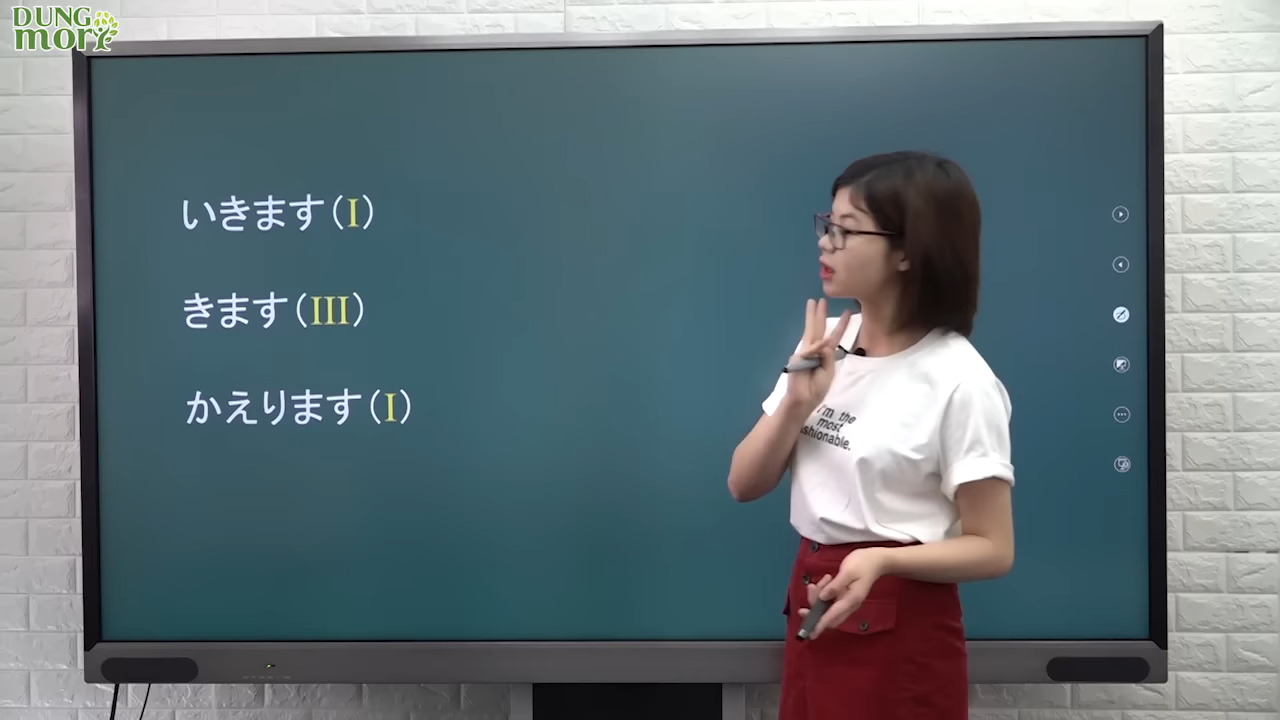 DUNG
mori
いきます(I)
きます(III)
かえります(I)
I'm the
most
fashionable.